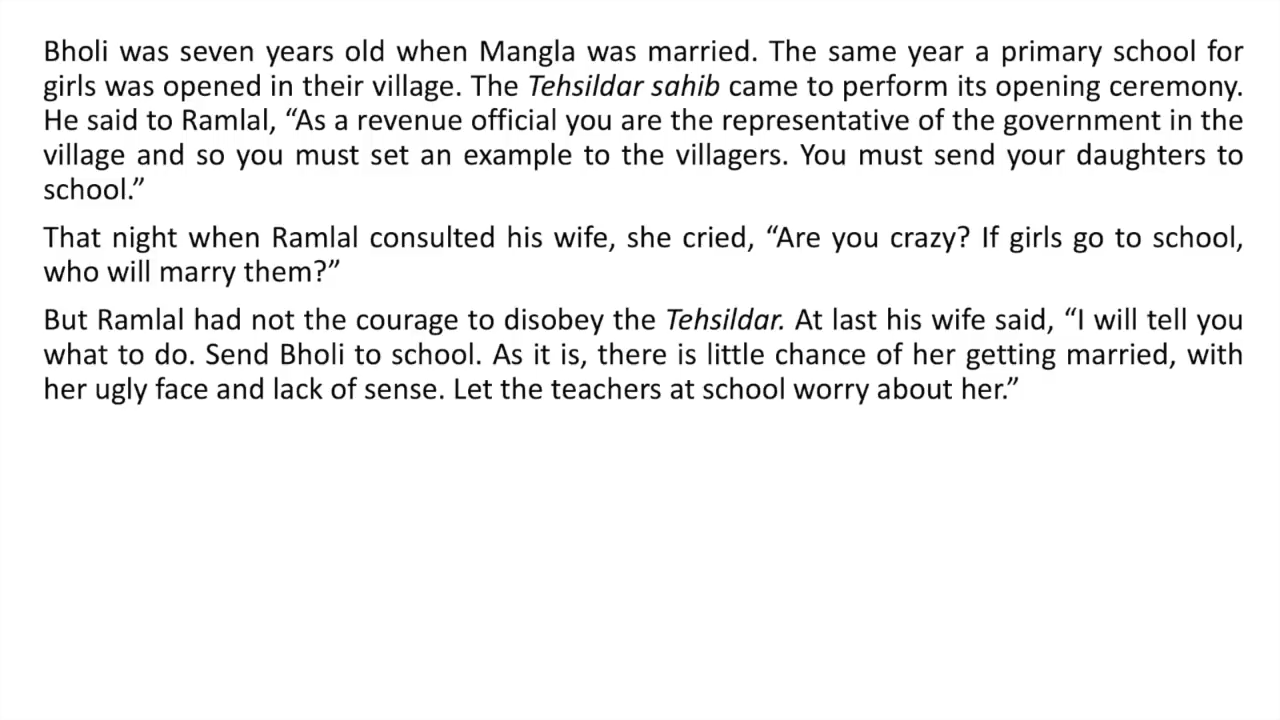 Bholi was seven years old when Mangla was married. The same year a primary school for
girls was opened in their village. The Tehsildar sahib came to perform its opening ceremony.
He said to Ramlal, “As a revenue official you are the representative of the government in the
village and so you must set an example to the villagers. You must send your daughters to
school.”
That night when Ramlal consulted his wife, she cried, “Are you crazy? If girls go to school,
who will marry them?”
But Ramlal had not the courage to disobey the Tehsildar. At last his wife said, “I will tell you
what to do. Send Bholi to school. As it is, there is little chance of her getting married, with
her ugly face and lack of sense. Let the teachers at school worry about her.”